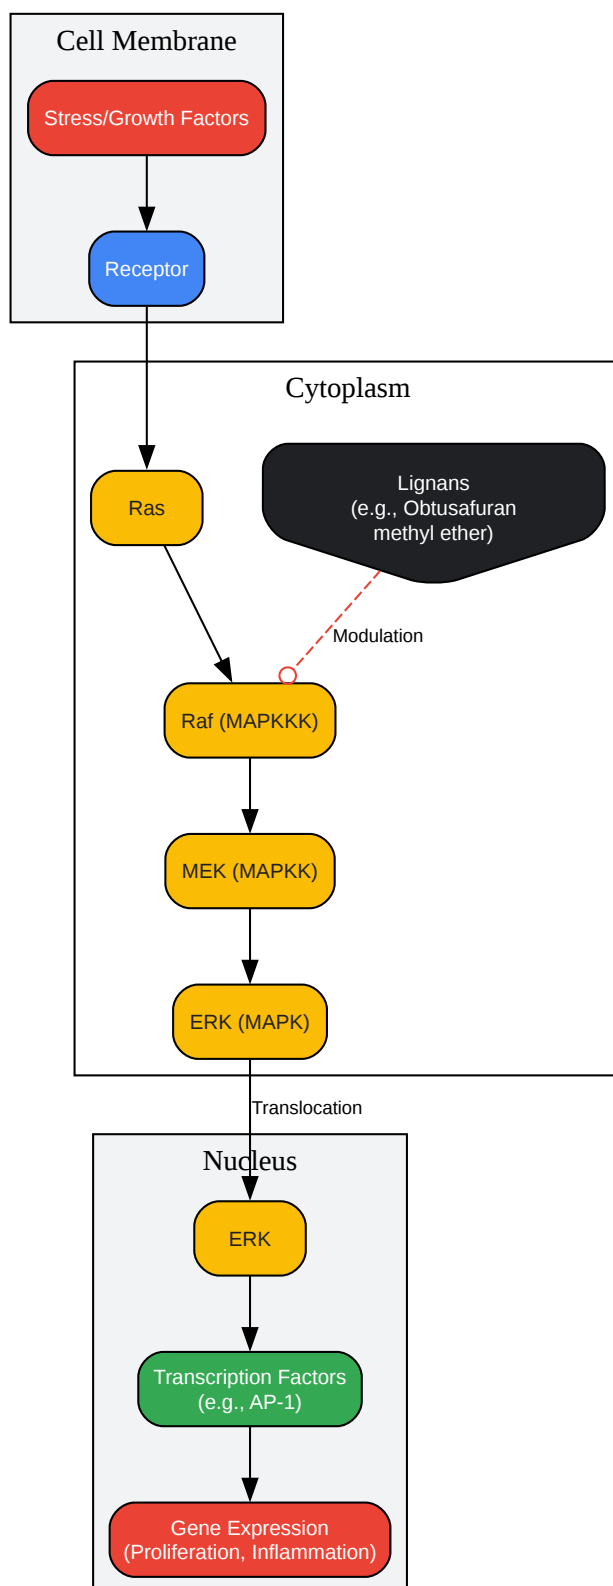 Cell Membrane
Stress/Growth Factors
Receptor
Cytoplasm
Ras
Lignans
(e.g., Obtusafuran
methyl ether)
Modulation
Raf (MAPKKK)
MEK (MAPKK)
ERK (MAPK)
Translocation
Nucleus
ERK
Transcription Factors
(e.g., AP-1)
Gene Expression
(Proliferation, Inflammation)